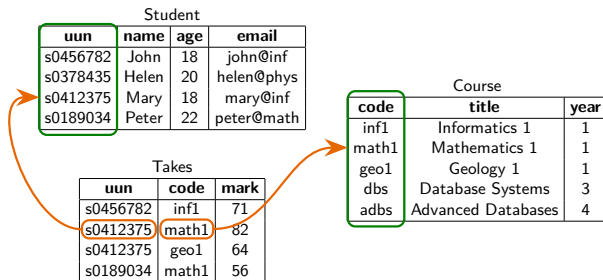 Student
uun name age email
s0456782 John 18 john@inf
s0378435 Helen 20 helen@phys
s0412375 Mary 18 mary@inf
s0189034 Peter 22 peter@math
Course
code title year
inf1 Informatics 1 1
math1 Mathematics 1 1
geo1 Geology 1 1
dbs Database Systems 3
adbs Advanced Databases 4
Takes
uun code mark
s0456782 inf1 71
s0412375 math1 82
s0412375 geo1 64
s0189034 math1 56